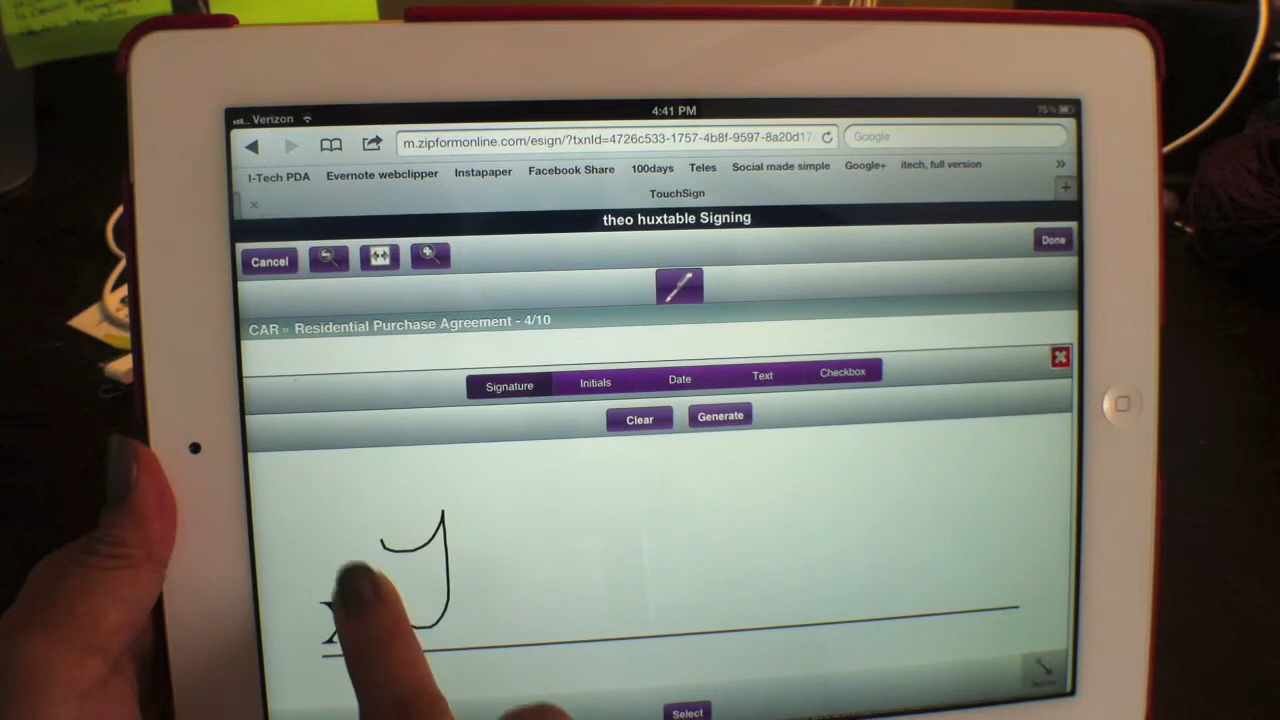 Verizon 4:41 PM 75%
m.zipformonline.com/esign/?txnId=4726c533-1757-4b8f-9597-8a20d17 Google
I-Tech PDA Evernote webclipper Instapaper Facebook Share 100days Teles Social made simple Google+ itech, full version »
TouchSign
theo huxtable Signing
Cancel Done
CAR » Residential Purchase Agreement - 4/10
Signature Initials Date Text Checkbox
Clear Generate
Select